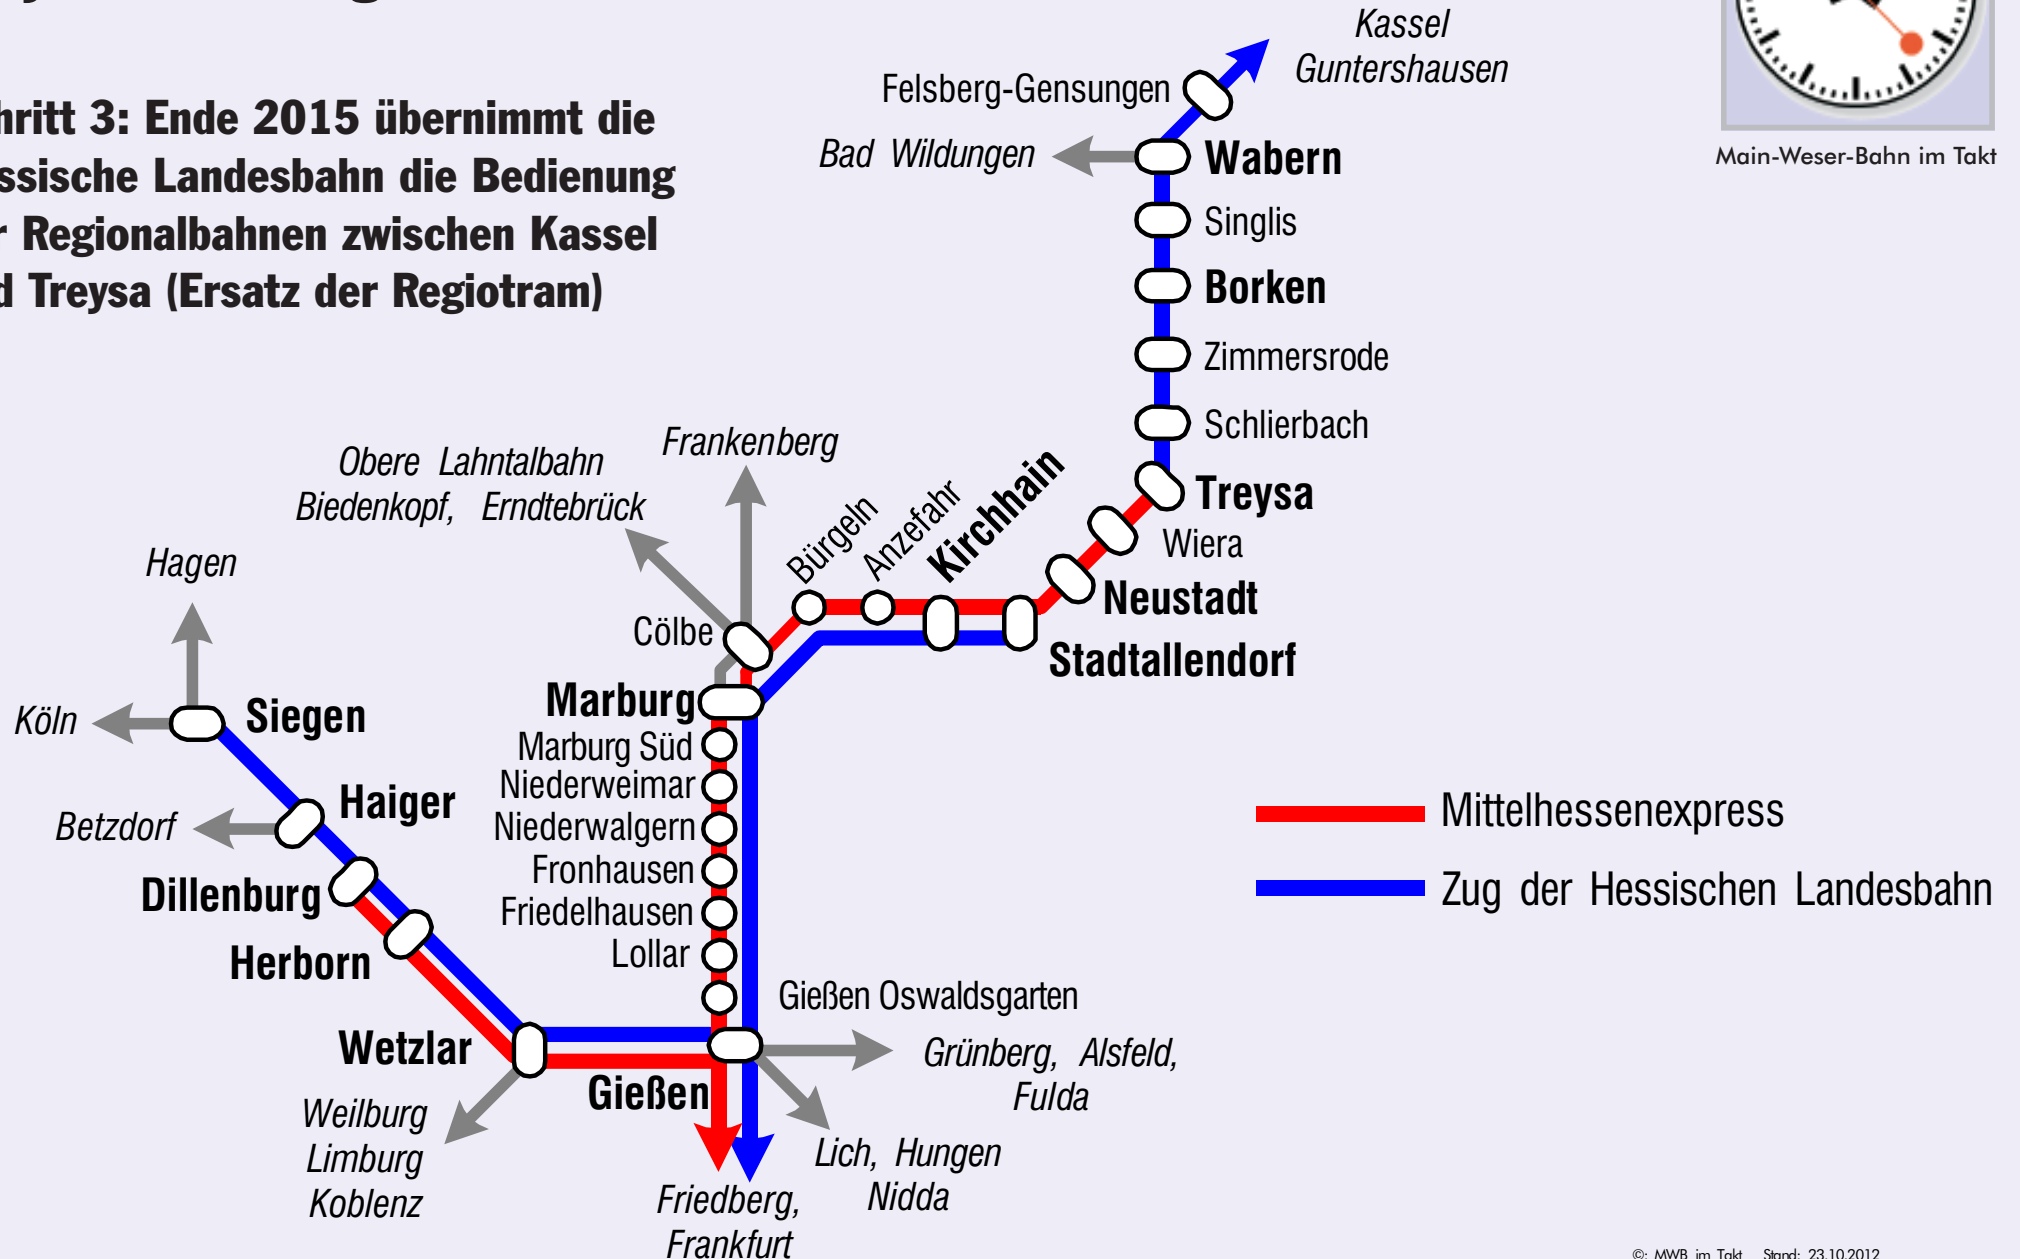 hritt 3: Ende 2015 übernimmt die
ssische Landesbahn die Bedienung
r Regionalbahnen zwischen Kassel
d Treysa (Ersatz der Regiotram)
Main-Weser-Bahn im Takt
Kassel
Guntershausen
Felsberg-Gensungen
Bad Wildungen
Wabern
Singlis
Borken
Zimmersrode
Schlierbach
Treysa
Wiera
Neustadt
Stadtallendorf
Kirchhain
Anzefahr
Bürgeln
Frankenberg
Obere Lahntalbahn
Biedenkopf, Erndtebrück
Cölbe
Marburg
Marburg Süd
Niederweimar
Niederwalgern
Fronhausen
Friedelhausen
Lollar
Gießen Oswaldsgarten
Gießen
Grünberg, Alsfeld,
Fulda
Lich, Hungen
Nidda
Friedberg,
Frankfurt
Hagen
Köln
Siegen
Betzdorf
Haiger
Dillenburg
Herborn
Wetzlar
Weilburg
Limburg
Koblenz
Mittelhessenexpress
Zug der Hessischen Landesbahn
©: MWB im Takt Stand: 23.10.2012